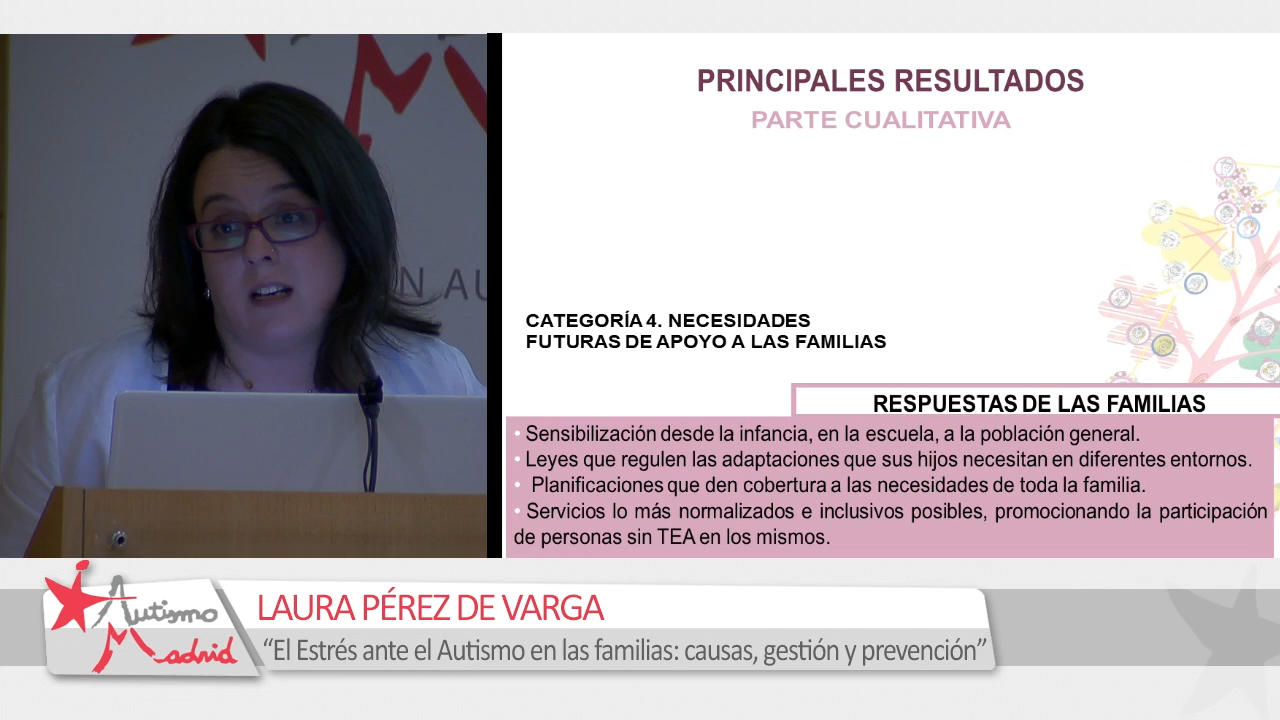 PRINCIPALES RESULTADOS
PARTE CUALITATIVA
N AU
CATEGORÍA 4. NECESIDADES
FUTURAS DE APOYO A LAS FAMILIAS
RESPUESTAS DE LAS FAMILIAS
• Sensibilización desde la infancia, en la escuela, a la población general.
• Leyes que regulen las adaptaciones que sus hijos necesitan en diferentes entornos.
• Planificaciones que den cobertura a las necesidades de toda la familia.
• Servicios lo más normalizados e inclusivos posibles, promocionando la participación
de personas sin TEA en los mismos.
Autismo
Madrid
LAURA PÉREZ DE VARGA
“El Estrés ante el Autismo en las familias: causas, gestión y prevención”